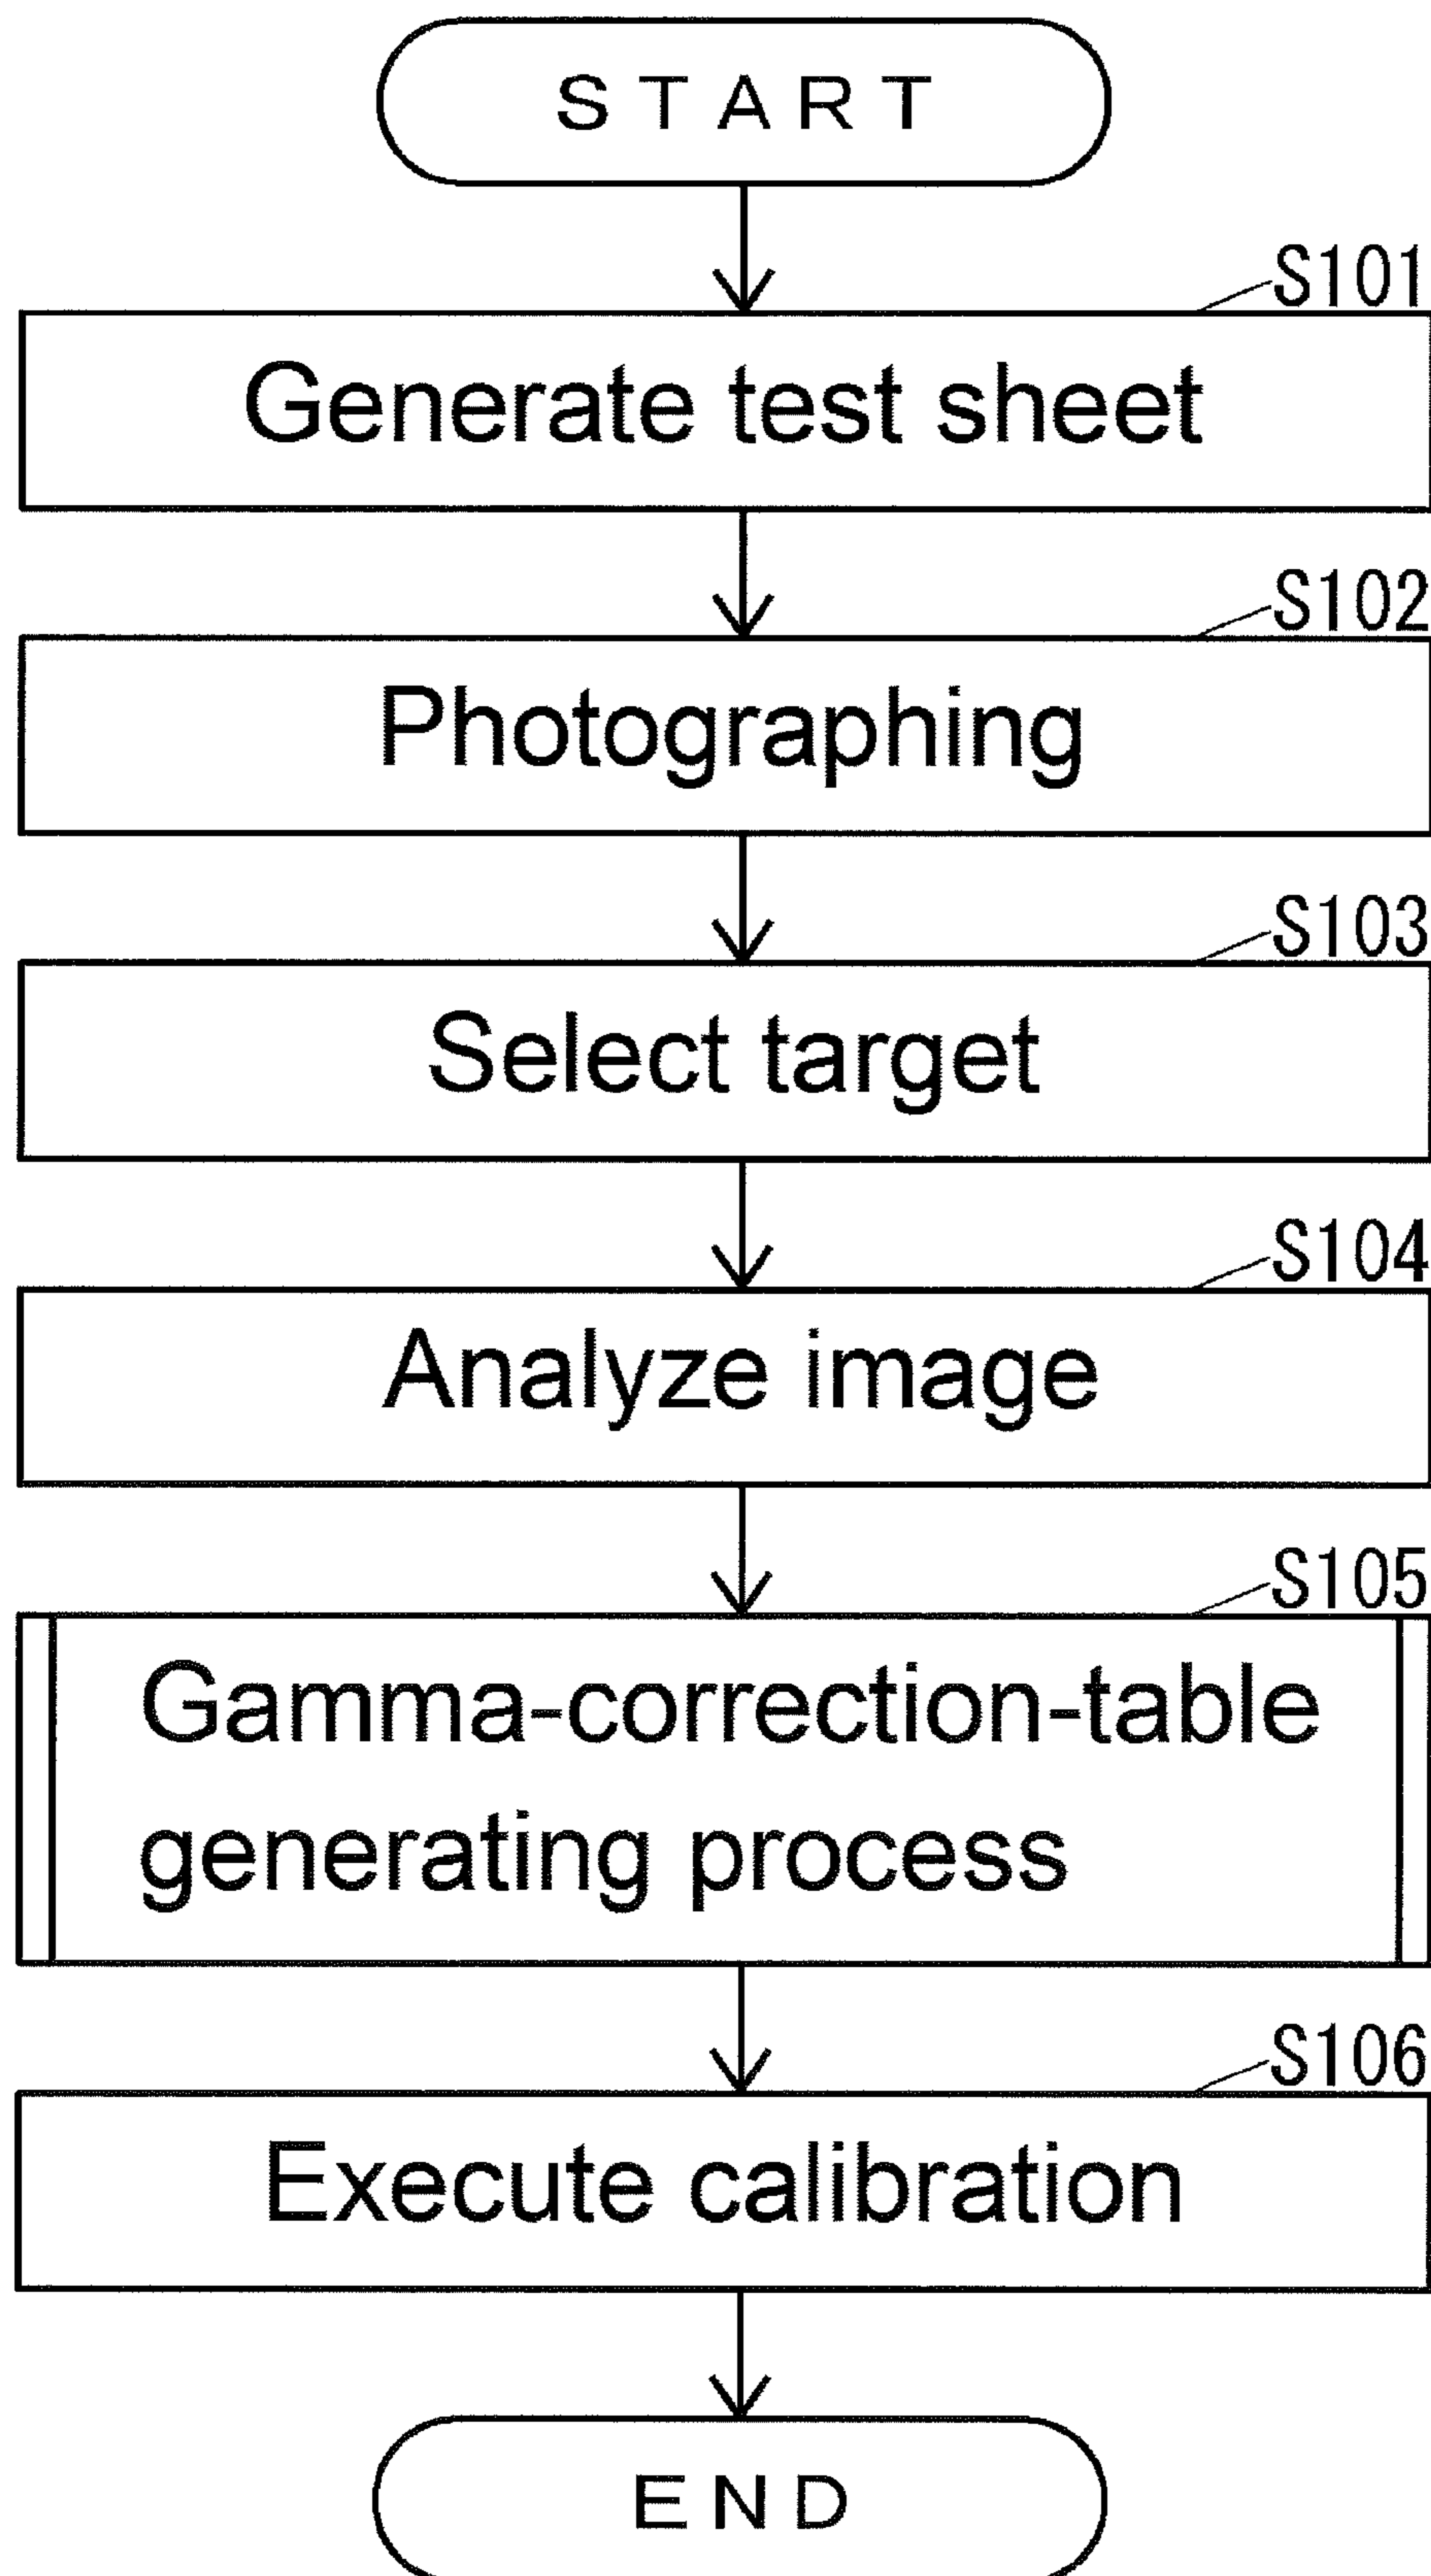 START
S101
Generate test sheet
S102
Photographing
S103
Select target
S104
Analyze image
S105
Gamma-correction-table
generating process
S106
Execute calibration
END